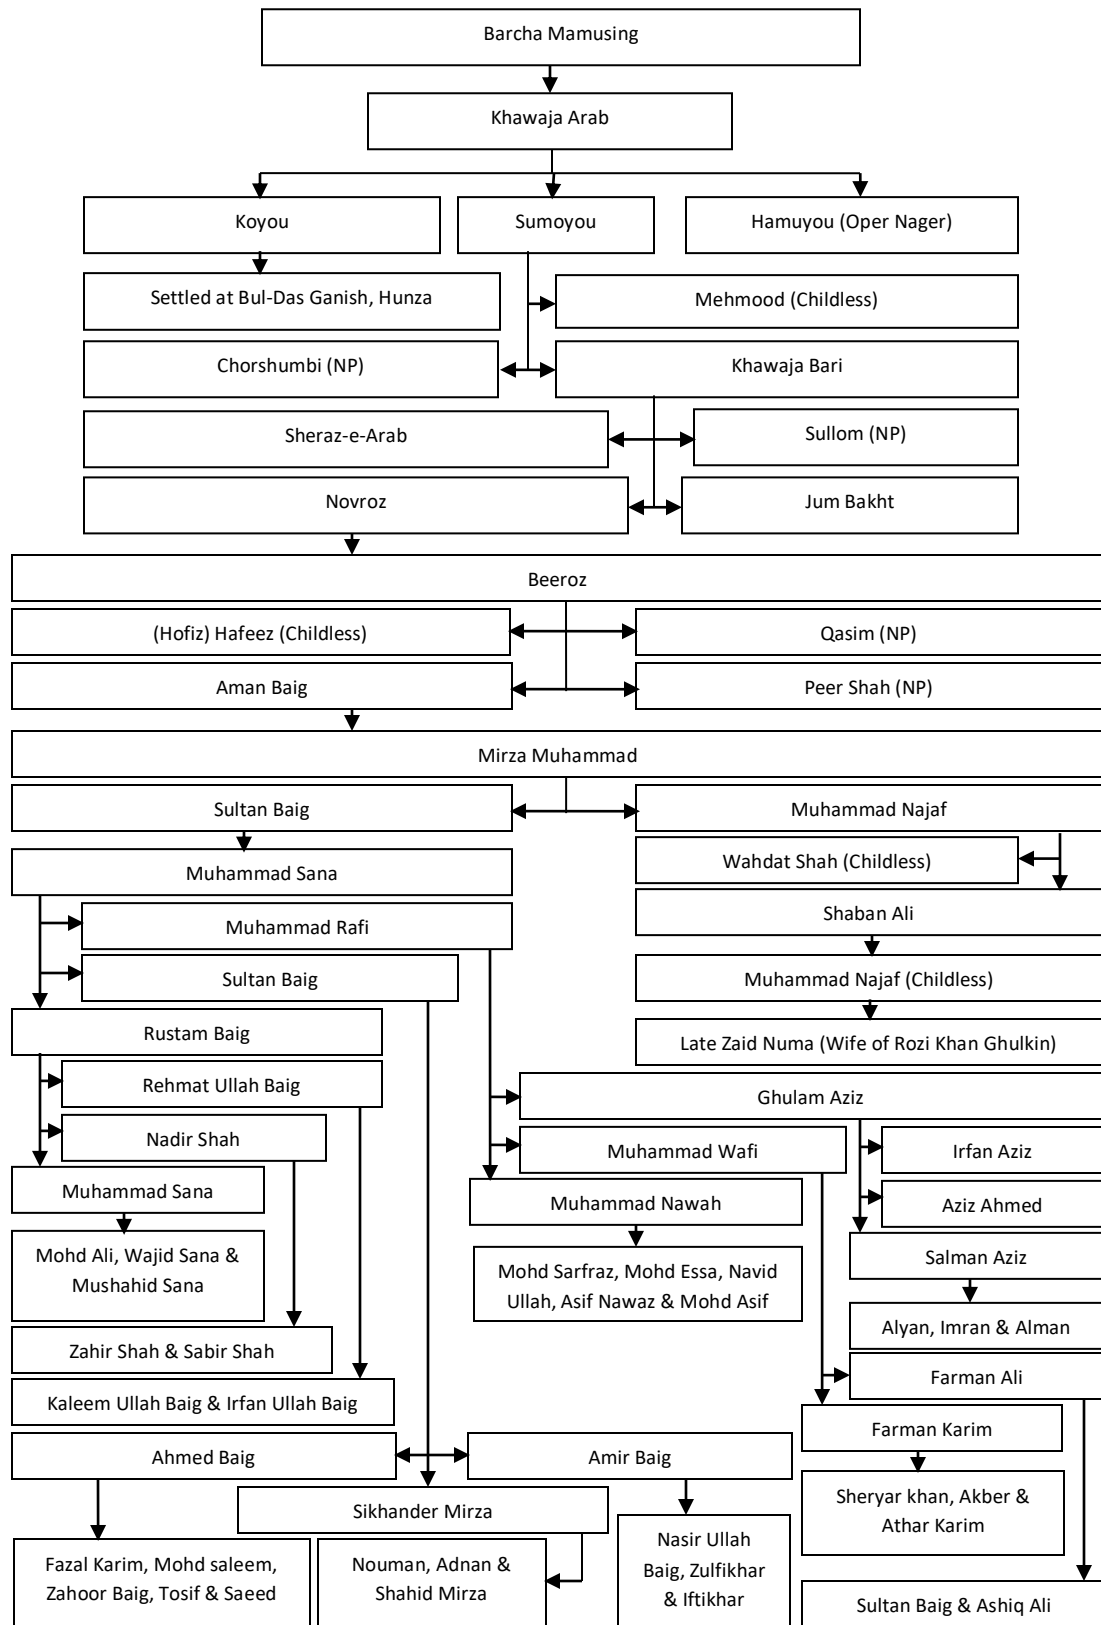 Barcha Mamusing
Khawaja Arab
Koyou
Sumoyou
Hamuyou (Oper Nager)
Settled at Bul-Das Ganish, Hunza
Mehmood (Childless)
Chorshumbi (NP)
Khawaja Bari
Sheraz-e-Arab
Sullom (NP)
Novroz
Jum Bakht
Beeroz
(Hofiz) Hafeez (Childless)
Qasim (NP)
Aman Baig
Peer Shah (NP)
Mirza Muhammad
Sultan Baig
Muhammad Najaf
Wahdat Shah (Childless)
Muhammad Sana
Shaban Ali
Muhammad Rafi
Sultan Baig
Muhammad Najaf (Childless)
Rustam Baig
Late Zaid Numa (Wife of Rozi Khan Ghulkin)
Rehmat Ullah Baig
Ghulam Aziz
Nadir Shah
Muhammad Wafi
Irfan Aziz
Muhammad Sana
Muhammad Nawah
Aziz Ahmed
Mohd Ali, Wajid Sana &
Mushahid Sana
Mohd Sarfraz, Mohd Essa, Navid
Ullah, Asif Nawaz & Mohd Asif
Salman Aziz
Alyan, Imran & Alman
Zahir Shah & Sabir Shah
Farman Ali
Kaleem Ullah Baig & Irfan Ullah Baig
Farman Karim
Ahmed Baig
Amir Baig
Sikhander Mirza
Sheryar khan, Akber &
Athar Karim
Fazal Karim, Mohd saleem,
Zahoor Baig, Tosif & Saeed
Nouman, Adnan &
Shahid Mirza
Nasir Ullah
Baig, Zulfikhar
& Iftikhar
Sultan Baig & Ashiq Ali